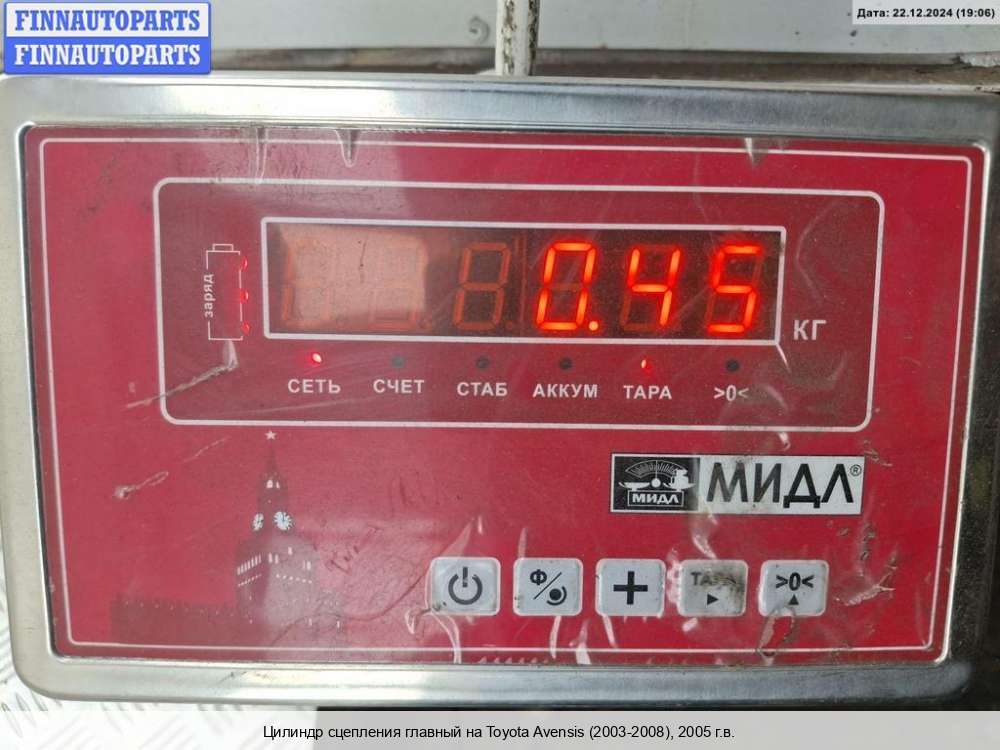 FINNAUTOPARTS
FINNAUTOPARTS
Дата: 22.12.2024 (19:06)
заряд
0.45
КГ
СЕТЬ СЧЕТ СТАБ АККУМ ТАРА >0<
МИДЛ МИДЛ®
Ф/ + ТАРА >0<
Цилиндр сцепления главный на Toyota Avensis (2003-2008), 2005 г.в.